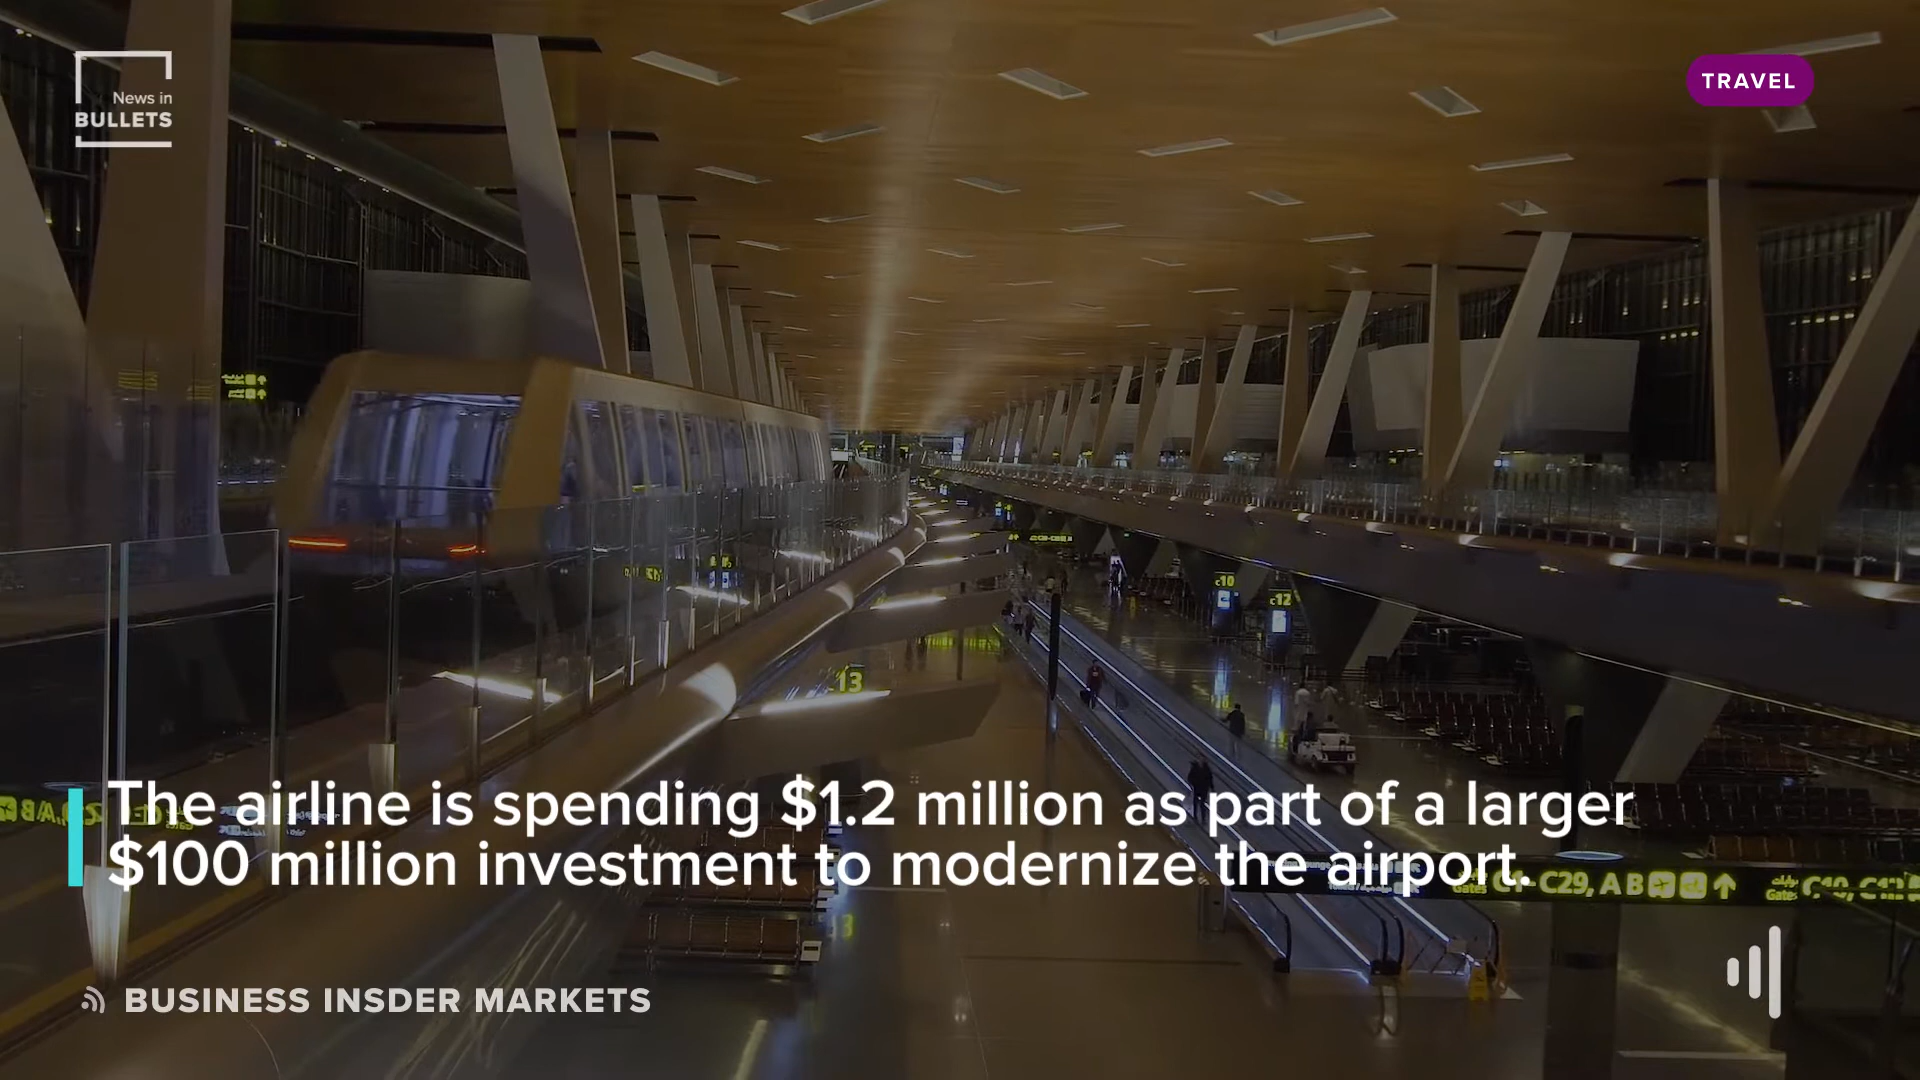 News in
BULLETS
TRAVEL
c10
c12
13
The airline is spending $1.2 million as part of a larger
$100 million investment to modernize the airport.
C29, A B
Gates
BUSINESS INSDER MARKETS